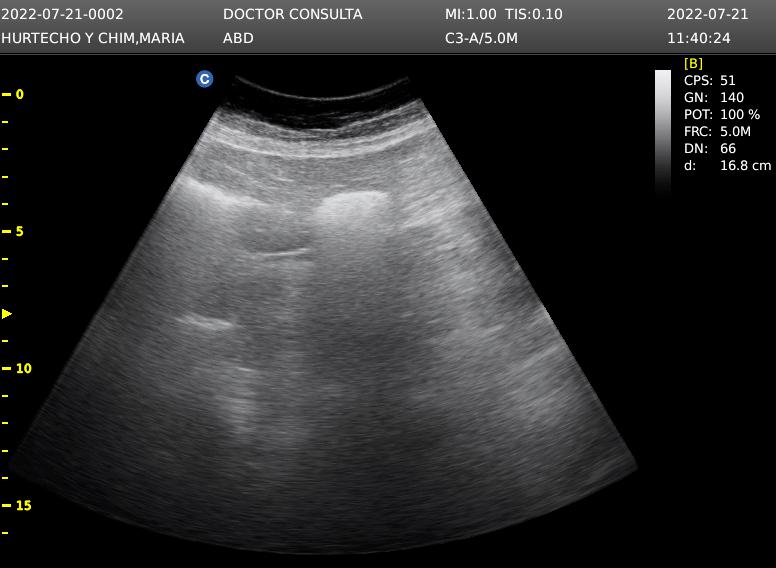 2022-07-21-0002 DOCTOR CONSULTA MI:1.00 TIS:0.10 2022-07-21
HURTECHO Y CHIM,MARIA ABD C3-A/5.0M 11:40:24
C
[B]
CPS: 51
GN: 140
POT: 100 %
FRC: 5.0M
DN: 66
d: 16.8 cm
0
5
10
15